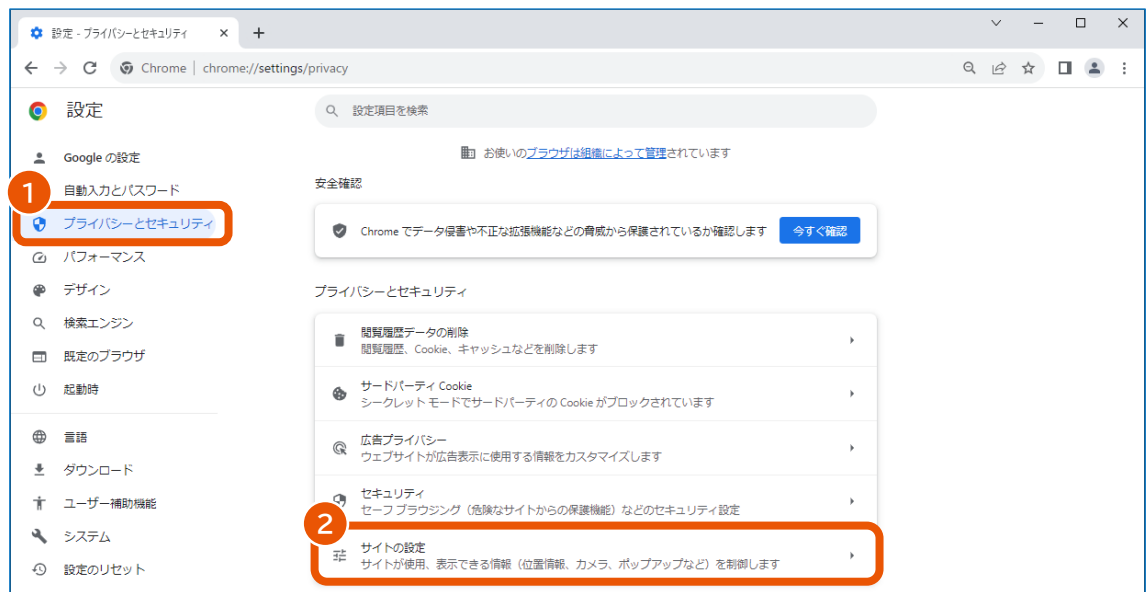 設定 - プライバシーとセキュリティ
Chrome | chrome://settings/privacy
設定
設定項目を検索
Google の設定
自動入力とパスワード
1
プライバシーとセキュリティ
パフォーマンス
デザイン
検索エンジン
既定のブラウザ
起動時
言語
ダウンロード
ユーザー補助機能
システム
設定のリセット
お使いのブラウザは組織によって管理されています
安全確認
Chrome でデータ侵害や不正な拡張機能などの脅威から保護されているか確認します
今すぐ確認
プライバシーとセキュリティ
閲覧履歴データの削除
閲覧履歴、Cookie、キャッシュなどを削除します
サードパーティ Cookie
シークレット モードでサードパーティの Cookie がブロックされています
広告プライバシー
ウェブサイトが広告表示に使用する情報をカスタマイズします
セキュリティ
セーフ ブラウジング（危険なサイトからの保護機能）などのセキュリティ設定
2
サイトの設定
サイトが使用、表示できる情報（位置情報、カメラ、ポップアップなど）を制御します